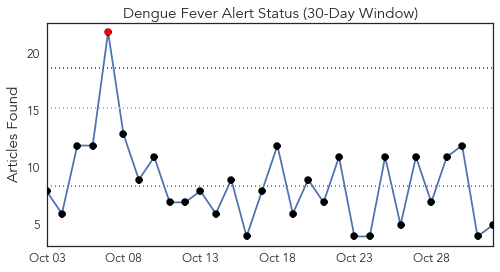 Dengue Fever Alert Status (30-Day Window)
Articles Found
20
15
10
5
Oct 03 Oct 08 Oct 13 Oct 18 Oct 23 Oct 28